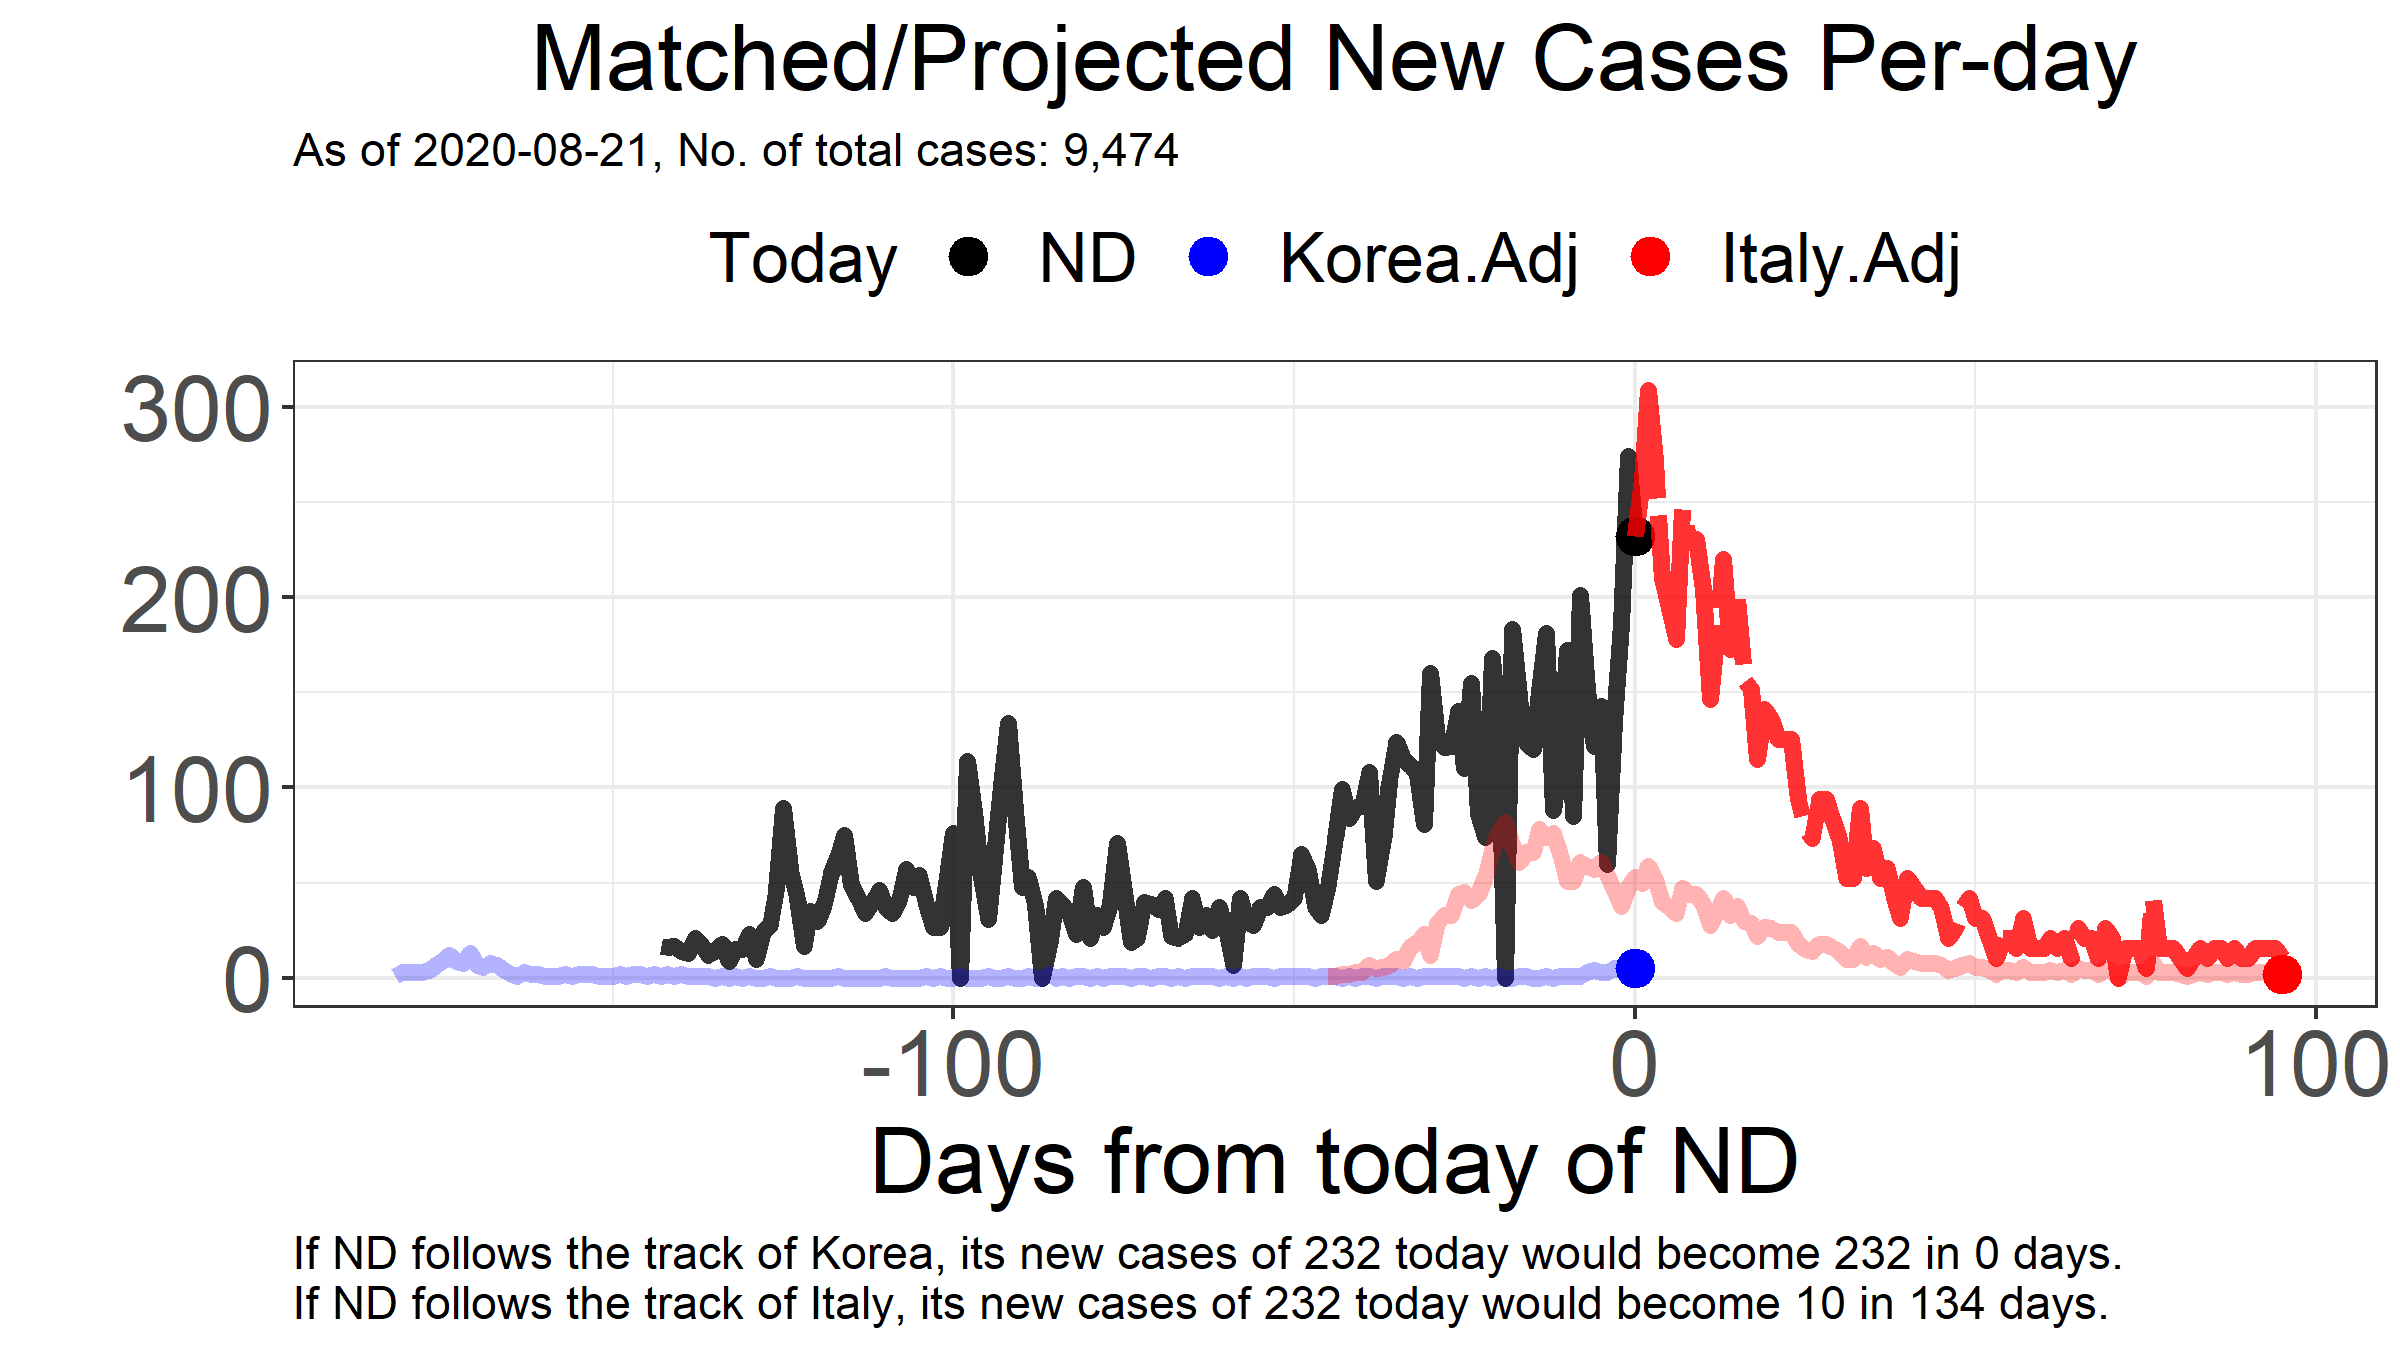 Matched/Projected New Cases Per-day
As of 2020-08-21, No. of total cases: 9,474
Today ND Korea.Adj Italy.Adj
300
200
100
0
-100 0 100
Days from today of ND
If ND follows the track of Korea, its new cases of 232 today would become 232 in 0 days.
If ND follows the track of Italy, its new cases of 232 today would become 10 in 134 days.